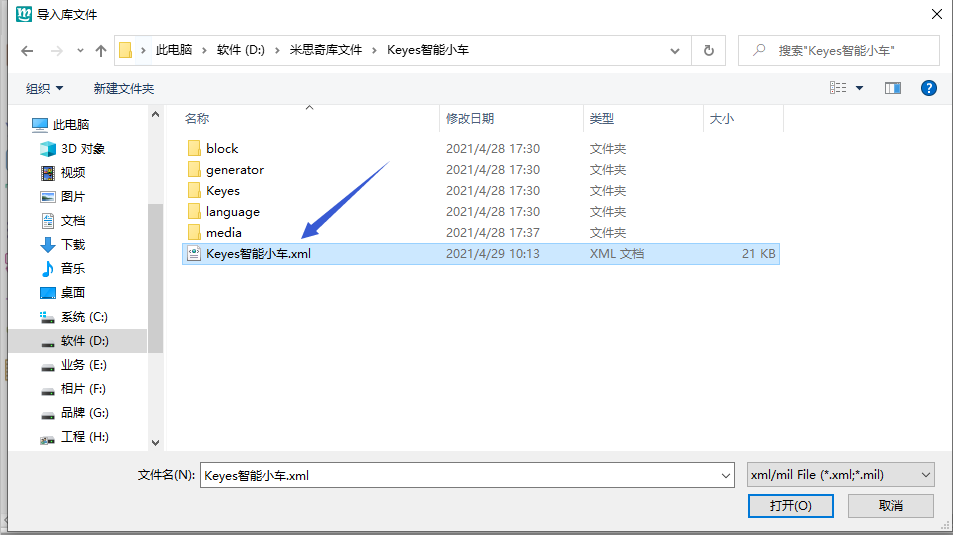 导入库文件
此电脑 > 软件 (D:) > 米思奇库文件 > Keyes智能小车
搜索"Keyes智能小车"
组织 新建文件夹
名称 修改日期 类型 大小
此电脑
3D 对象
视频
图片
文档
下载
音乐
桌面
系统 (C:)
软件 (D:)
业务 (E:)
相片 (F:)
品牌 (G:)
工程 (H:)
block 2021/4/28 17:30 文件夹
generator 2021/4/28 17:30 文件夹
Keyes 2021/4/28 17:30 文件夹
language 2021/4/28 17:30 文件夹
media 2021/4/28 17:37 文件夹
Keyes智能小车.xml 2021/4/29 10:13 XML 文档 21 KB
文件名(N): Keyes智能小车.xml xml/mil File (*.xml;*.mil)
打开(O) 取消